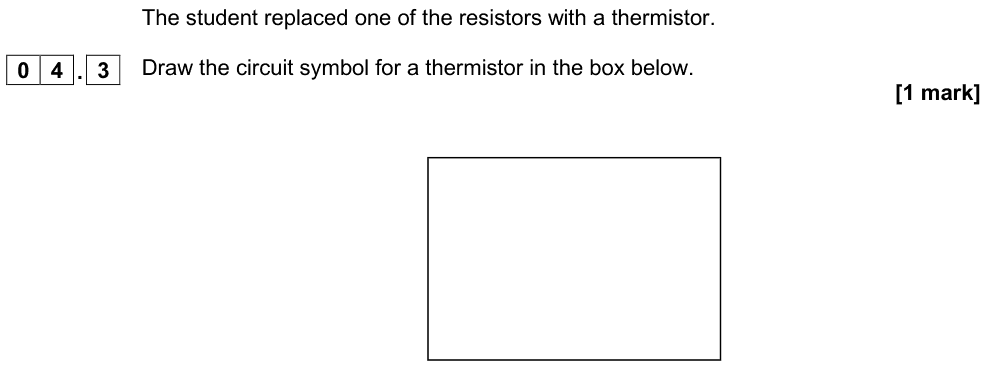 The student replaced one of the resistors with a thermistor.
0 4 . 3 Draw the circuit symbol for a thermistor in the box below.
[1 mark]